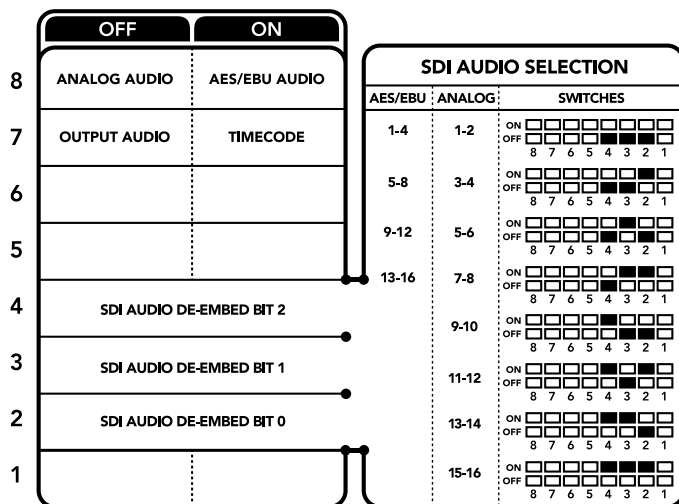 OFF ON
8 ANALOG AUDIO AES/EBU AUDIO
7 OUTPUT AUDIO TIMECODE
6
5
4 SDI AUDIO DE-EMBED BIT 2
3 SDI AUDIO DE-EMBED BIT 1
2 SDI AUDIO DE-EMBED BIT 0
1
SDI AUDIO SELECTION
AES/EBU ANALOG SWITCHES
1-4 1-2
ON
OFF
8 7 6 5 4 3 2 1
5-8 3-4
ON
OFF
8 7 6 5 4 3 2 1
9-12 5-6
ON
OFF
8 7 6 5 4 3 2 1
13-16 7-8
ON
OFF
8 7 6 5 4 3 2 1
9-10
ON
OFF
8 7 6 5 4 3 2 1
11-12
ON
OFF
8 7 6 5 4 3 2 1
13-14
ON
OFF
8 7 6 5 4 3 2 1
15-16
ON
OFF
8 7 6 5 4 3 2 1